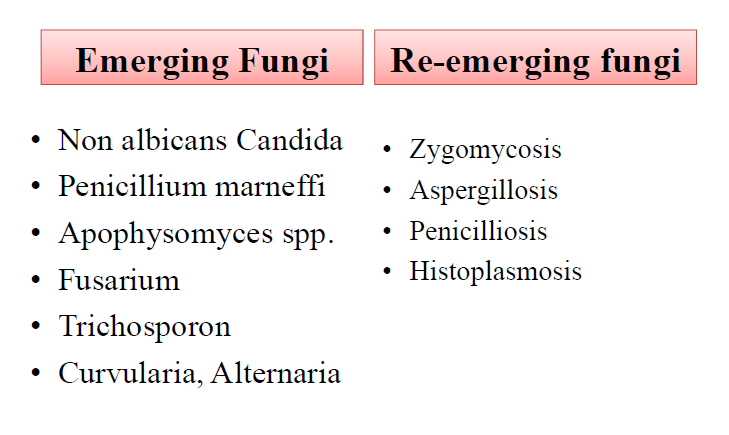 Emerging Fungi
• Non albicans Candida
• Penicillium marneffi
• Apophysomyces spp.
• Fusarium
• Trichosporon
• Curvularia, Alternaria
Re-emerging fungi
• Zygomycosis
• Aspergillosis
• Penicilliosis
• Histoplasmosis